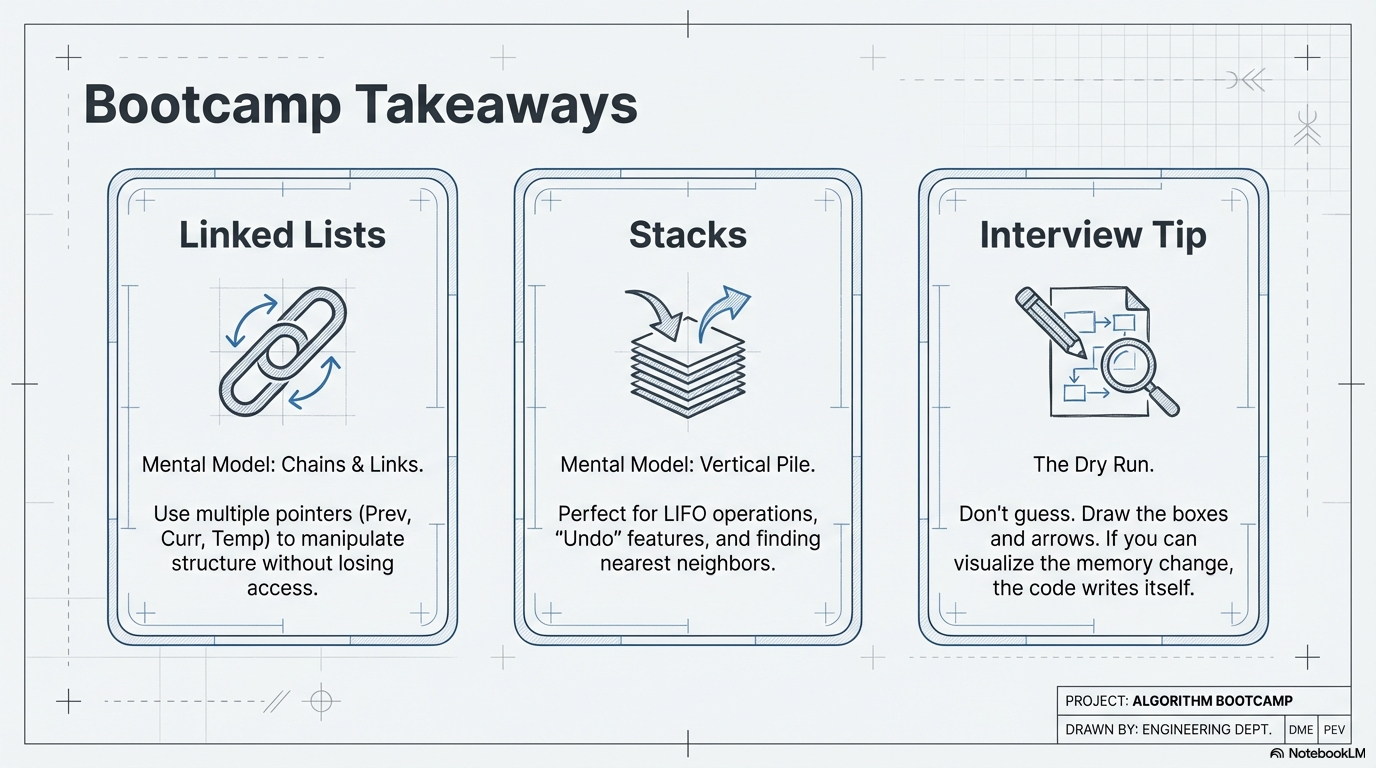 Bootcamp Takeaways
Linked Lists
Mental Model: Chains & Links.
Use multiple pointers (Prev,
Curr, Temp) to manipulate
structure without losing
access.
Stacks
Mental Model: Vertical Pile.
Perfect for LIFO operations,
“Undo” features, and finding
nearest neighbors.
Interview Tip
The Dry Run.
Don't guess. Draw the boxes
and arrows. If you can
visualize the memory change,
the code writes itself.
PROJECT: ALGORITHM BOOTCAMP
DRAWN BY: ENGINEERING DEPT. DME PEV
NotebookLM